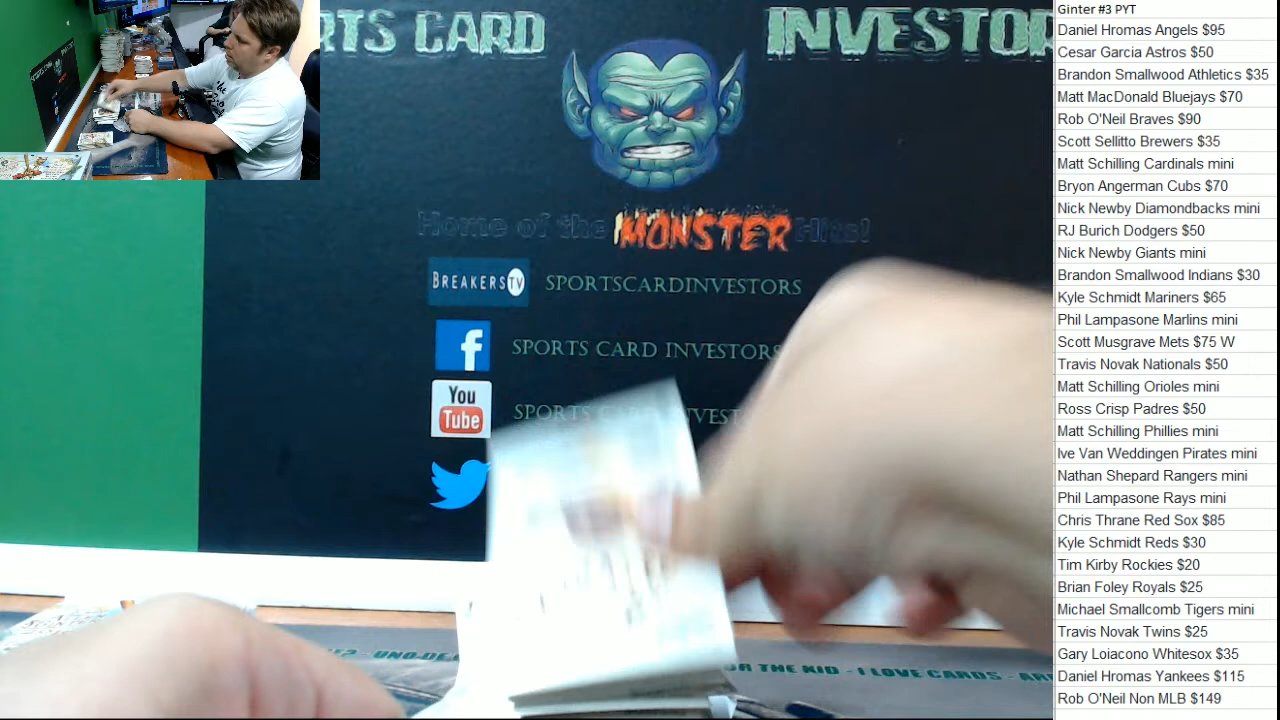 RTS CARD
INVESTOR
Home of the MONSTER Hits!
BREAKERSTV
SPORTSCARDINVESTORS
f
SPORTS CARD INVESTORS
You
Tube
SPORTS
OR THE KID - I LOVE CARDS -
Ginter #3 PYT
Daniel Hromas Angels $95
Cesar Garcia Astros $50
Brandon Smallwood Athletics $35
Matt MacDonald Bluejays $70
Rob O'Neil Braves $90
Scott Sellitto Brewers $35
Matt Schilling Cardinals mini
Bryon Angerman Cubs $70
Nick Newby Diamondbacks mini
RJ Burich Dodgers $50
Nick Newby Giants mini
Brandon Smallwood Indians $30
Kyle Schmidt Mariners $65
Phil Lampasone Marlins mini
Scott Musgrave Mets $75 W
Travis Novak Nationals $50
Matt Schilling Orioles mini
Ross Crisp Padres $50
Matt Schilling Phillies mini
Ive Van Weddingen Pirates mini
Nathan Shepard Rangers mini
Phil Lampasone Rays mini
Chris Thrane Red Sox $85
Kyle Schmidt Reds $30
Tim Kirby Rockies $20
Brian Foley Royals $25
Michael Smallcomb Tigers mini
Travis Novak Twins $25
Gary Loiacono Whitesox $35
Daniel Hromas Yankees $115
Rob O'Neil Non MLB $149